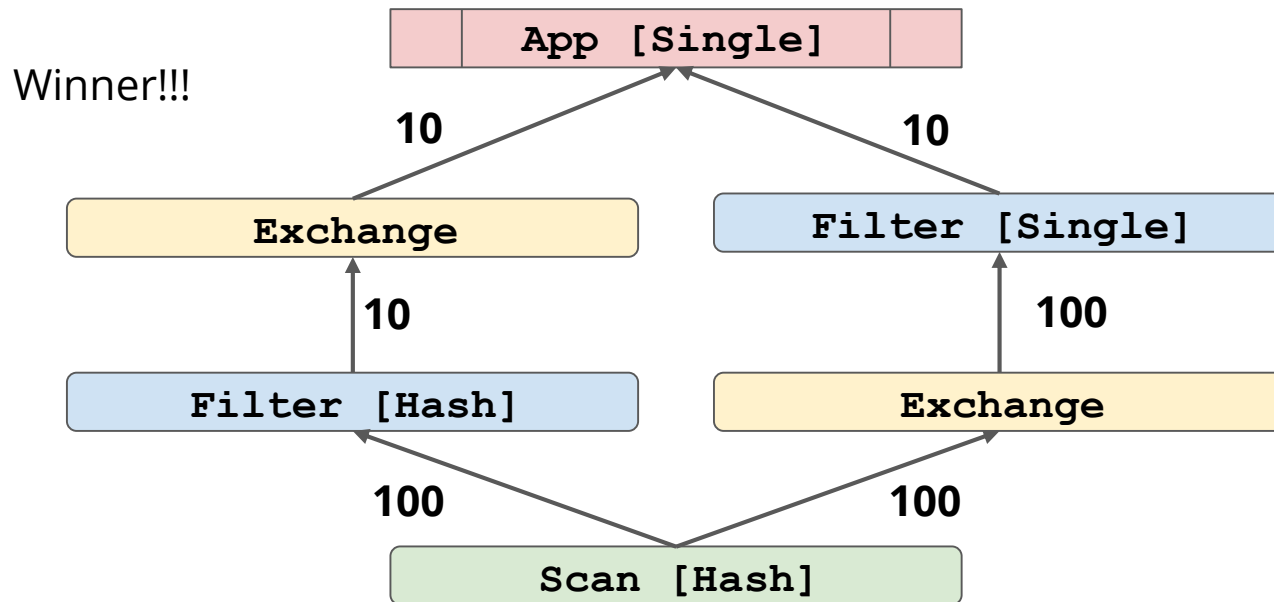 App [Single]
Winner!!!
10
10
Exchange
Filter [Single]
10
100
Filter [Hash]
Exchange
100
100
Scan [Hash]